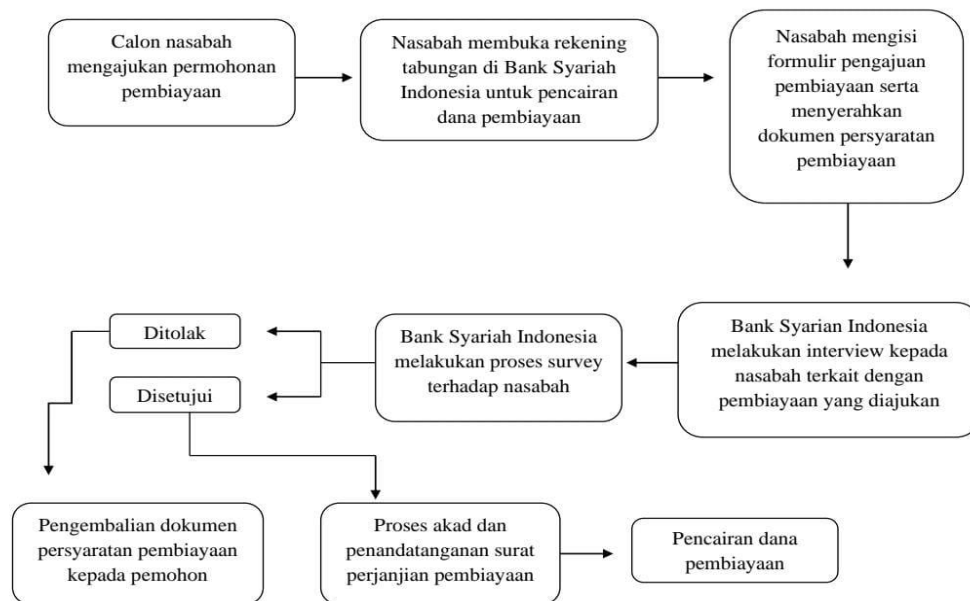 Calon nasabah
mengajukan permohonan
pembiayaan
Nasabah membuka rekening
tabungan di Bank Syariah
Indonesia untuk pencairan
dana pembiayaan
Nasabah mengisi
formulir pengajuan
pembiayaan serta
menyerahkan
dokumen persyaratan
pembiayaan
Bank Syarian Indonesia
melakukan interview kepada
nasabah terkait dengan
pembiayaan yang diajukan
Bank Syariah Indonesia
melakukan proses survey
terhadap nasabah
Ditolak
Disetujui
Pengembalian dokumen
persyaratan pembiayaan
kepada pemohon
Proses akad dan
penandatanganan surat
perjanjian pembiayaan
Pencairan dana
pembiayaan